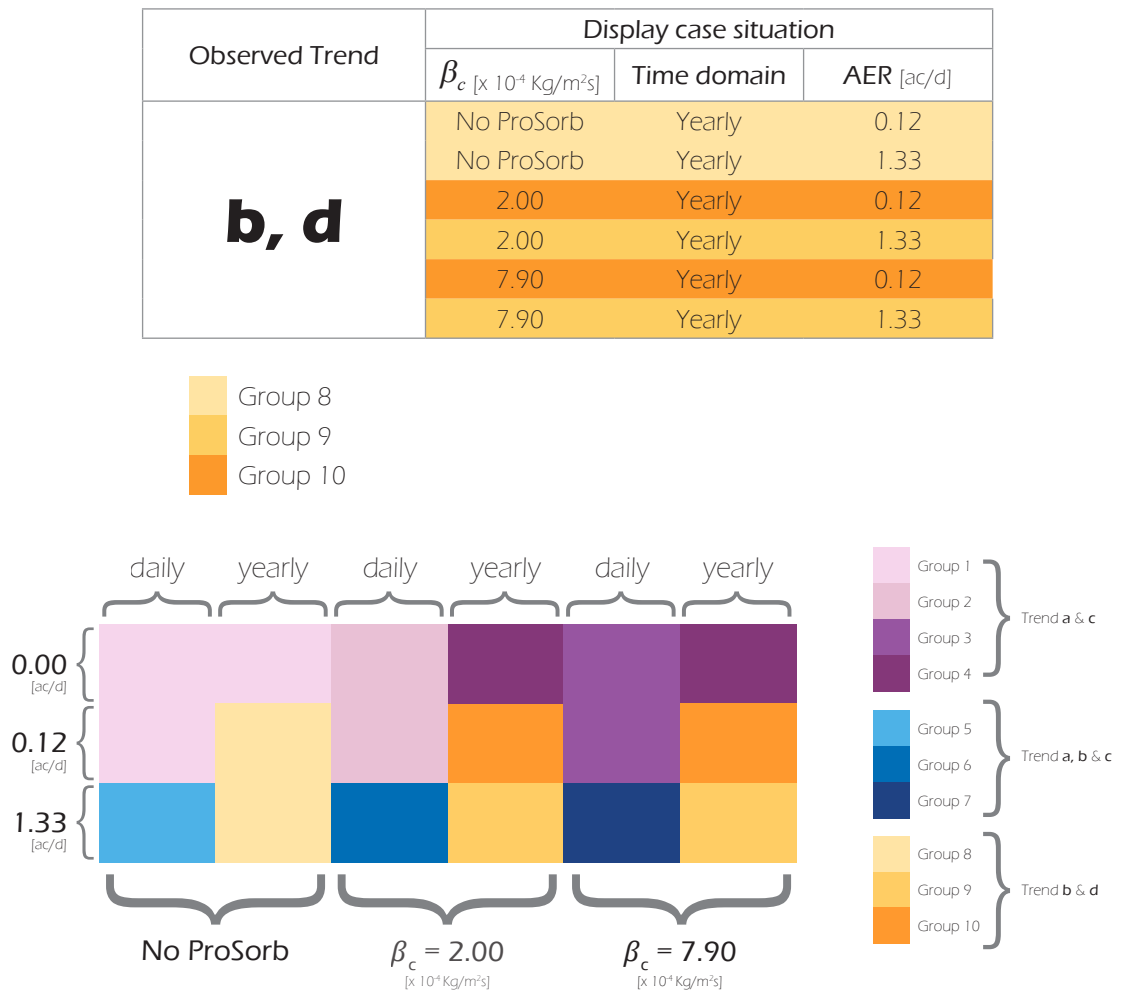 Observed Trend
Display case situation
βc [x 10⁻⁴ Kg/m²s] Time domain AER [ac/d]
b, d
No ProSorb Yearly 0.12
No ProSorb Yearly 1.33
2.00 Yearly 0.12
2.00 Yearly 1.33
7.90 Yearly 0.12
7.90 Yearly 1.33
Group 8
Group 9
Group 10
daily yearly daily yearly daily yearly
0.00
[ac/d]
0.12
[ac/d]
1.33
[ac/d]
No ProSorb
βc = 2.00
[x 10⁻⁴ Kg/m²s]
βc = 7.90
[x 10⁻⁴ Kg/m²s]
Group 1
Group 2
Group 3
Group 4
Trend a & c
Group 5
Group 6
Group 7
Trend a, b & c
Group 8
Group 9
Group 10
Trend b & d